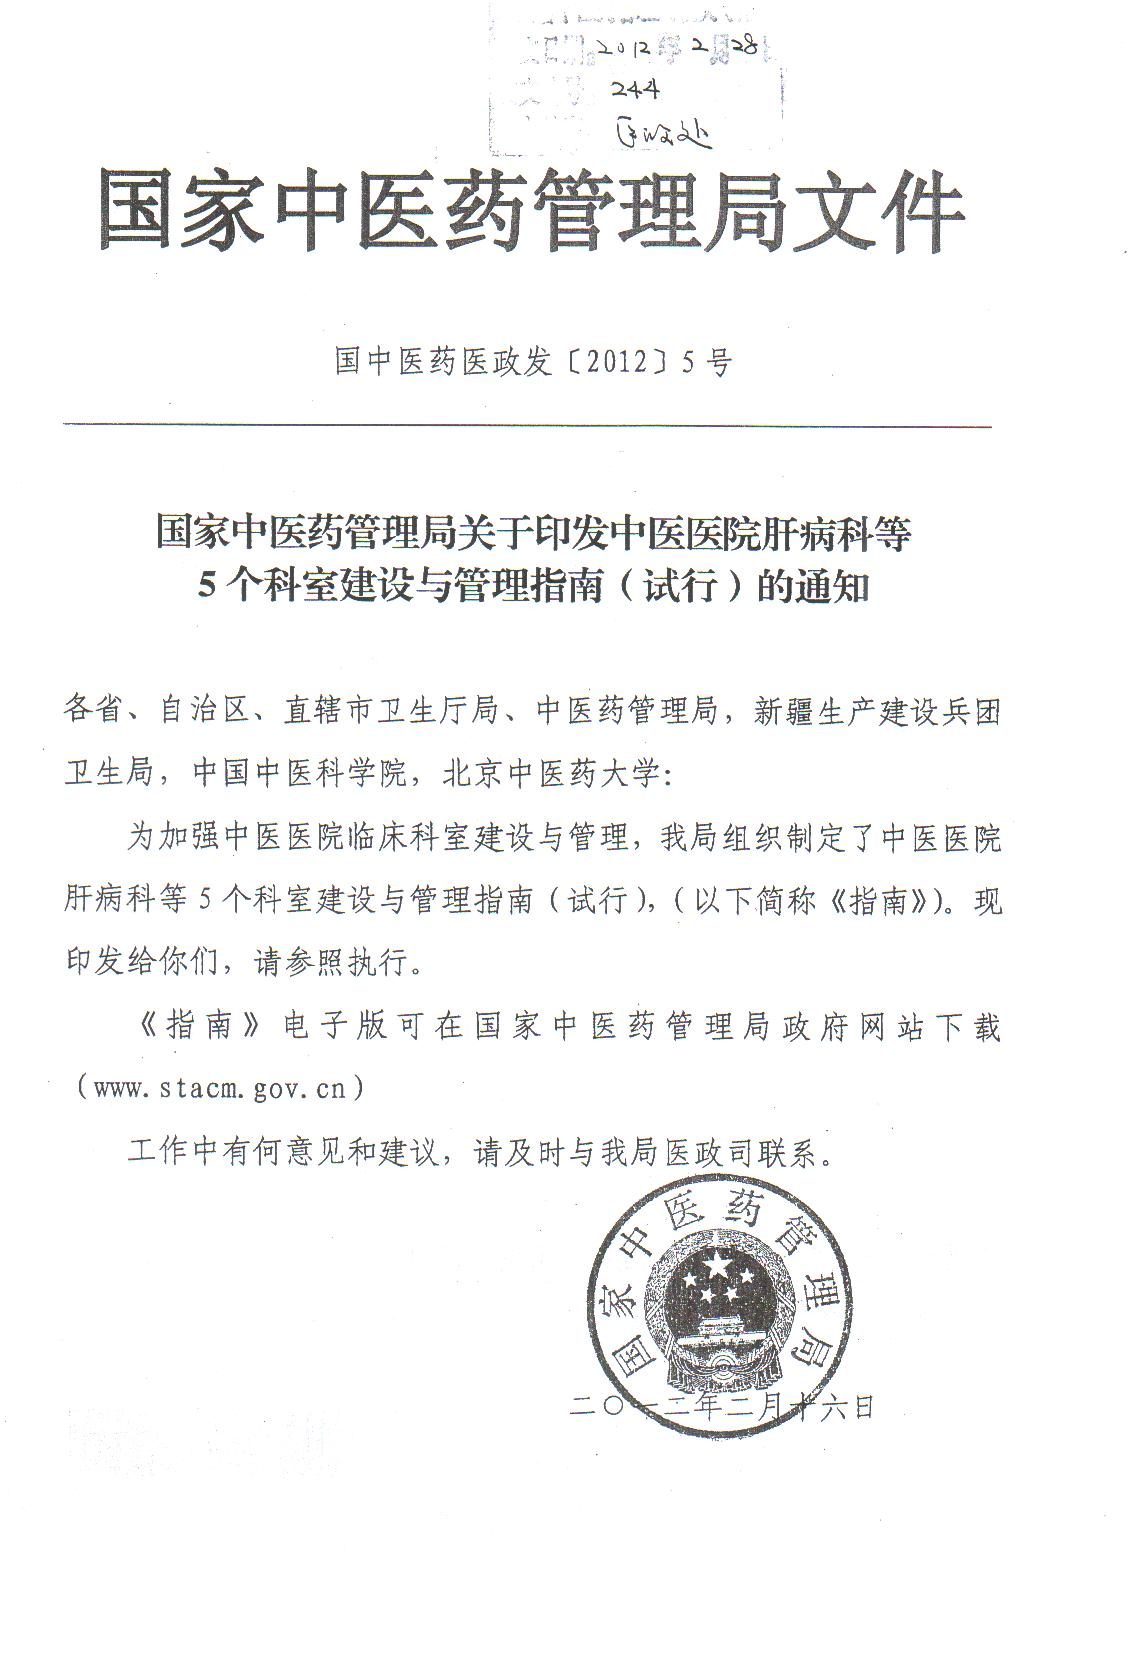 2012 2 28
244
医政处
国家中医药管理局文件
国中医药医政发〔2012〕5号
国家中医药管理局关于印发中医医院肝病科等
5个科室建设与管理指南（试行）的通知
各省、自治区、直辖市卫生厅局、中医药管理局，新疆生产建设兵团
卫生局，中国中医科学院，北京中医药大学：
为加强中医医院临床科室建设与管理，我局组织制定了中医医院
肝病科等5个科室建设与管理指南（试行），（以下简称《指南》）。现
印发给你们，请参照执行。
《指南》电子版可在国家中医药管理局政府网站下载
（www.stacm.gov.cn）
工作中有何意见和建议，请及时与我局医政司联系。
国家中医药管理局
二〇一二年二月十六日